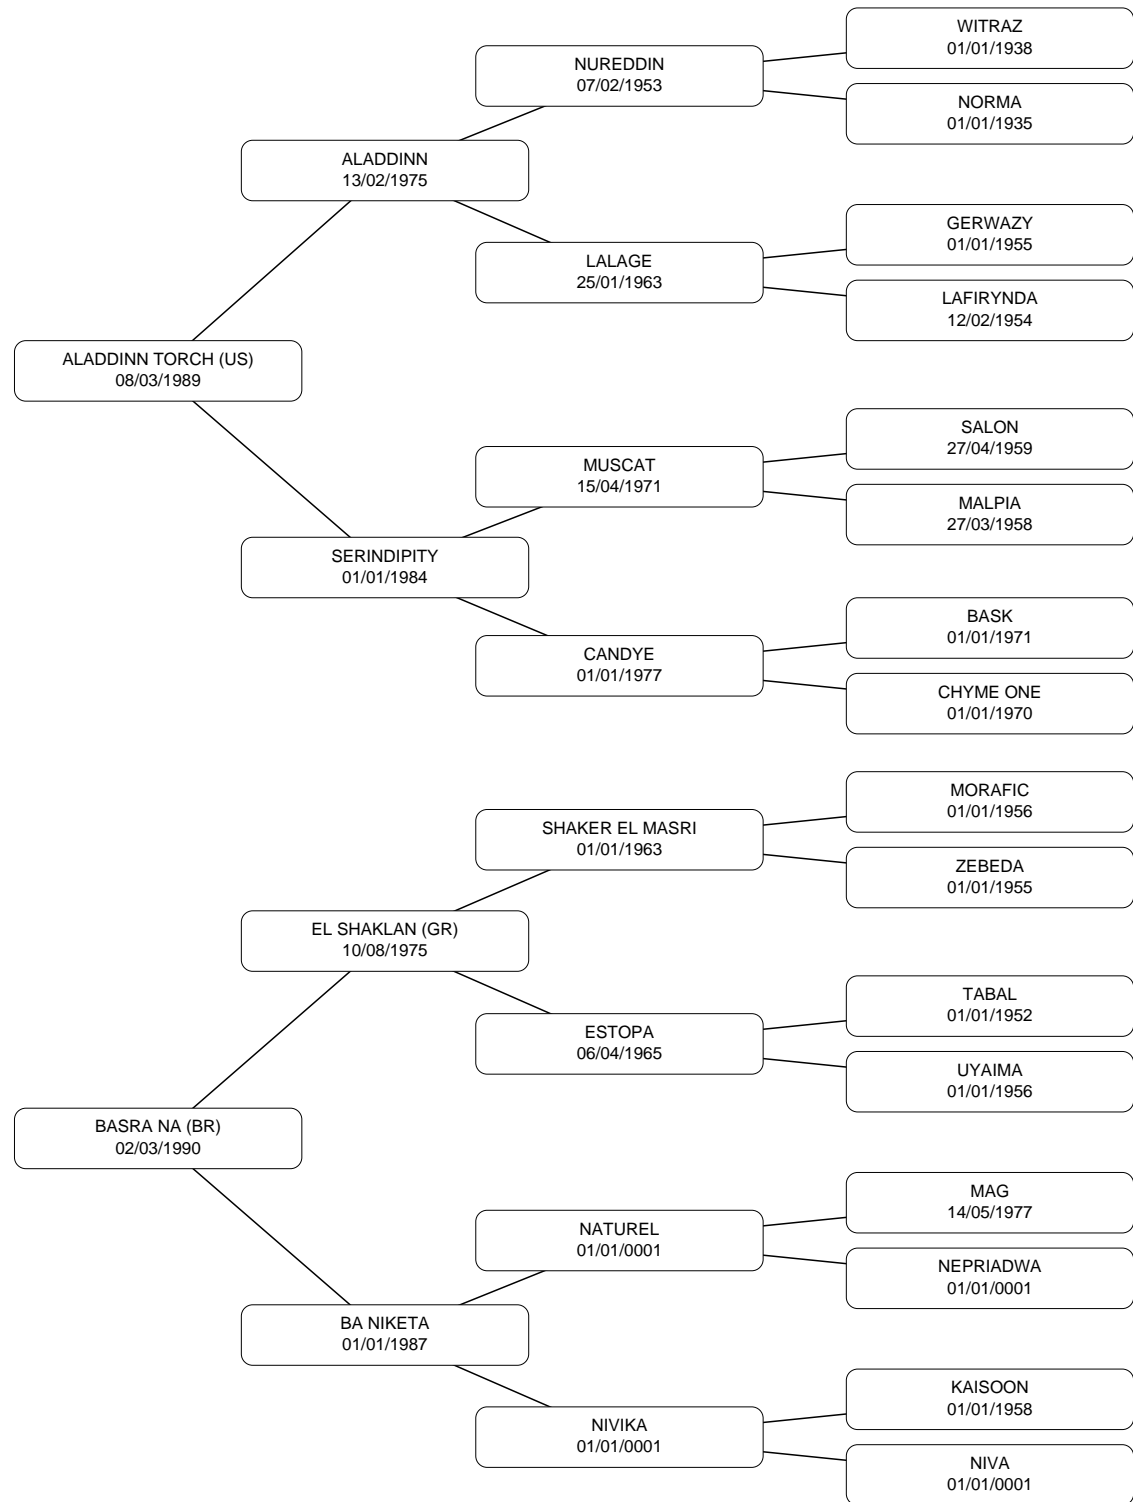 WITRAZ
01/01/1938
NUREDDIN
07/02/1953
NORMA
01/01/1935
ALADDINN
13/02/1975
GERWAZY
01/01/1955
LALAGE
25/01/1963
LAFIRYNDA
12/02/1954
ALADDINN TORCH (US)
08/03/1989
SALON
27/04/1959
MUSCAT
15/04/1971
MALPIA
27/03/1958
SERINDIPITY
01/01/1984
BASK
01/01/1971
CANDYE
01/01/1977
CHYME ONE
01/01/1970
MORAFIC
01/01/1956
SHAKER EL MASRI
01/01/1963
ZEBEDA
01/01/1955
EL SHAKLAN (GR)
10/08/1975
TABAL
01/01/1952
ESTOPA
06/04/1965
UYAIMA
01/01/1956
BASRA NA (BR)
02/03/1990
MAG
14/05/1977
NATUREL
01/01/0001
NEPRIADWA
01/01/0001
BA NIKETA
01/01/1987
KAISOON
01/01/1958
NIVIKA
01/01/0001
NIVA
01/01/0001